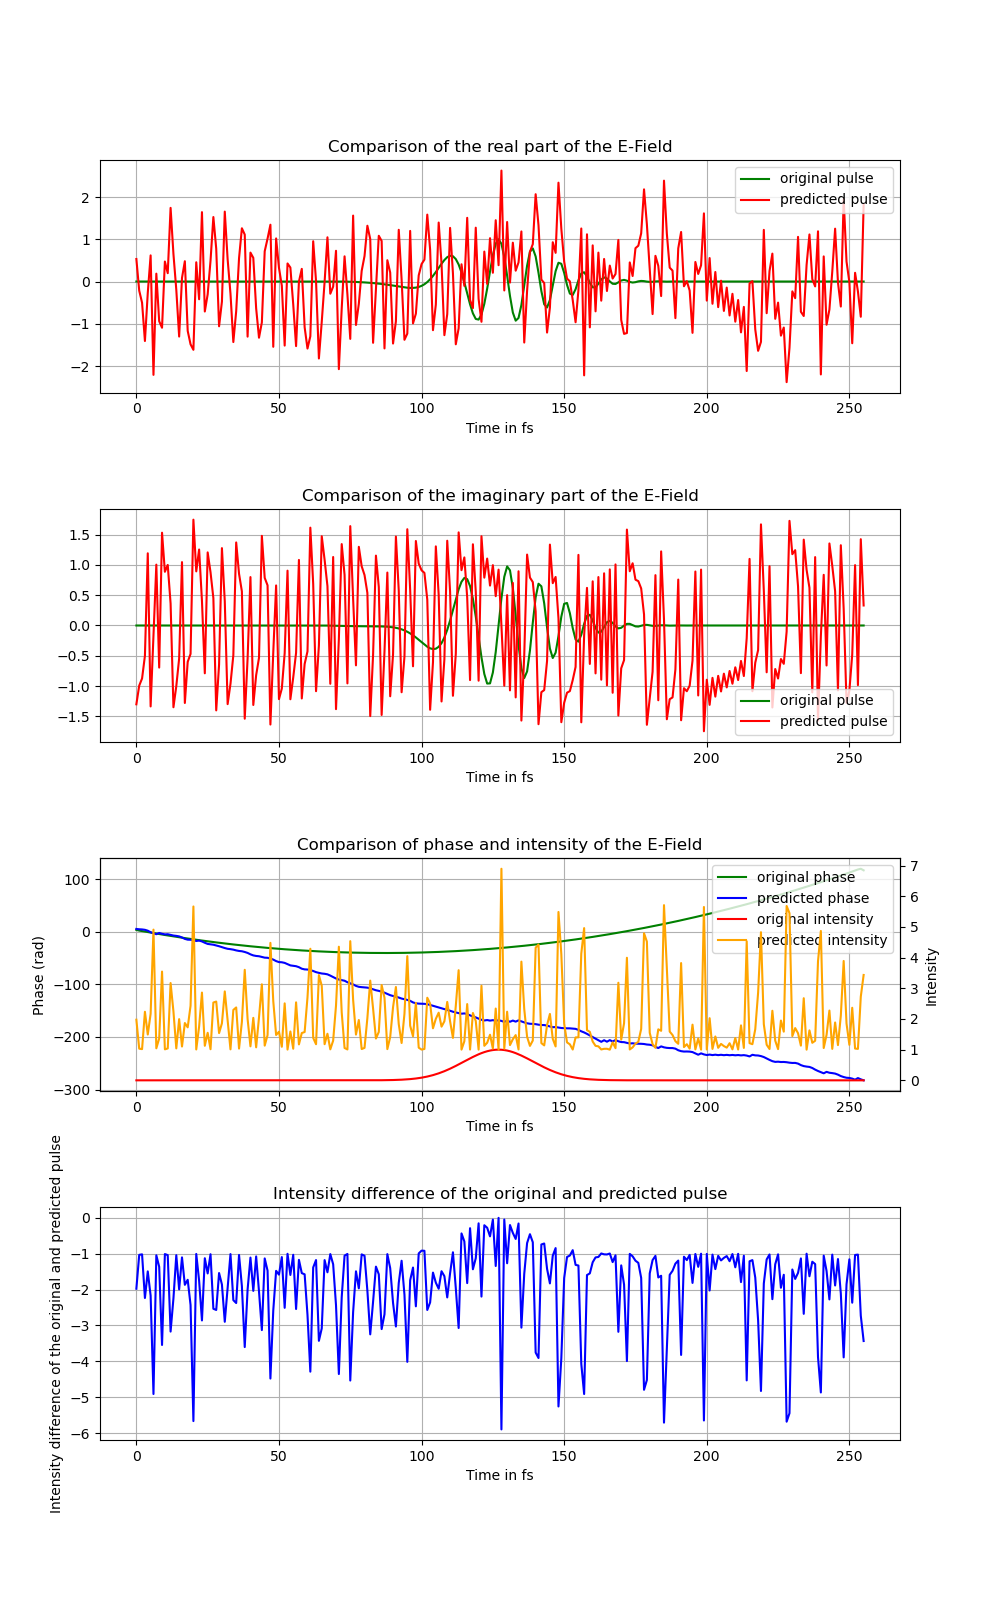 Comparison of the real part of the E-Field
original pulse
predicted pulse
2
1
0
−1
−2
0 50 100 150 200 250
Time in fs
Comparison of the imaginary part of the E-Field
1.5
1.0
0.5
0.0
−0.5
−1.0
−1.5
original pulse
predicted pulse
0 50 100 150 200 250
Time in fs
Comparison of phase and intensity of the E-Field
Phase (rad)
100
0
−100
−200
−300
original phase
predicted phase
original intensity
predicted intensity
7
6
5
4
3
2
1
0
Intensity
0 50 100 150 200 250
Time in fs
Intensity difference of the original and predicted pulse
Intensity difference of the original and predicted pulse
0
−1
−2
−3
−4
−5
−6
0 50 100 150 200 250
Time in fs